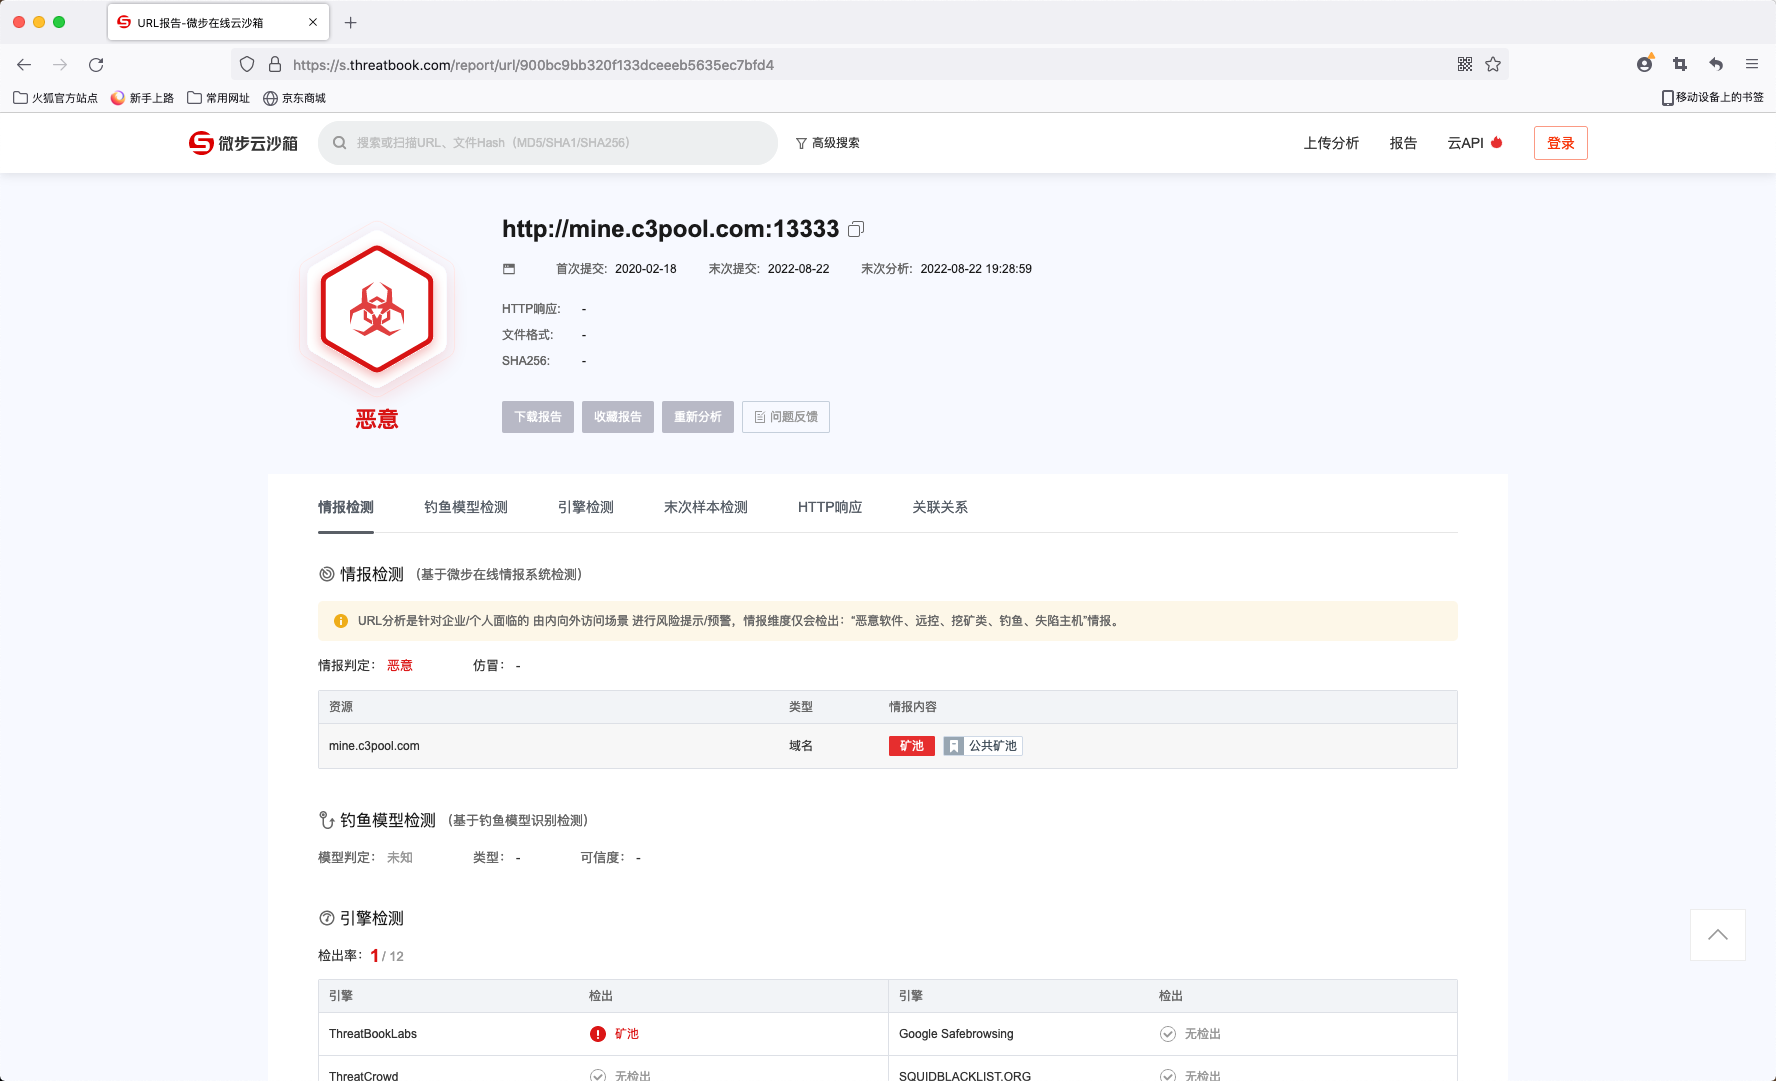 URL报告-微步在线云沙箱
https://s.threatbook.com/report/url/900bc9bb320f133dceeeb5635ec7bfd4
火狐官方站点 新手上路 常用网址 京东商城 移动设备上的书签
微步云沙箱 搜索或扫描URL、文件Hash（MD5/SHA1/SHA256） 高级搜索 上传分析 报告 云API 登录
http://mine.c3pool.com:13333
首次提交: 2020-02-18 末次提交: 2022-08-22 末次分析: 2022-08-22 19:28:59
HTTP响应: -
文件格式: -
SHA256: -
恶意
下载报告 收藏报告 重新分析 问题反馈
情报检测 钓鱼模型检测 引擎检测 末次样本检测 HTTP响应 关联关系
情报检测 （基于微步在线情报系统检测）
URL分析是针对企业/个人面临的 由内向外访问场景 进行风险提示/预警，情报维度仅会检出：“恶意软件、远控、挖矿类、钓鱼、失陷主机”情报。
情报判定： 恶意 仿冒： -
资源 类型 情报内容
mine.c3pool.com 域名 矿池 公共矿池
钓鱼模型检测 （基于钓鱼模型识别检测）
模型判定： 未知 类型： - 可信度： -
引擎检测
检出率： 1 / 12
引擎 检出 引擎 检出
ThreatBookLabs 矿池 Google Safebrowsing 无检出
ThreatCrowd 无检出 SQUIDBLACKLIST.ORG 无检出